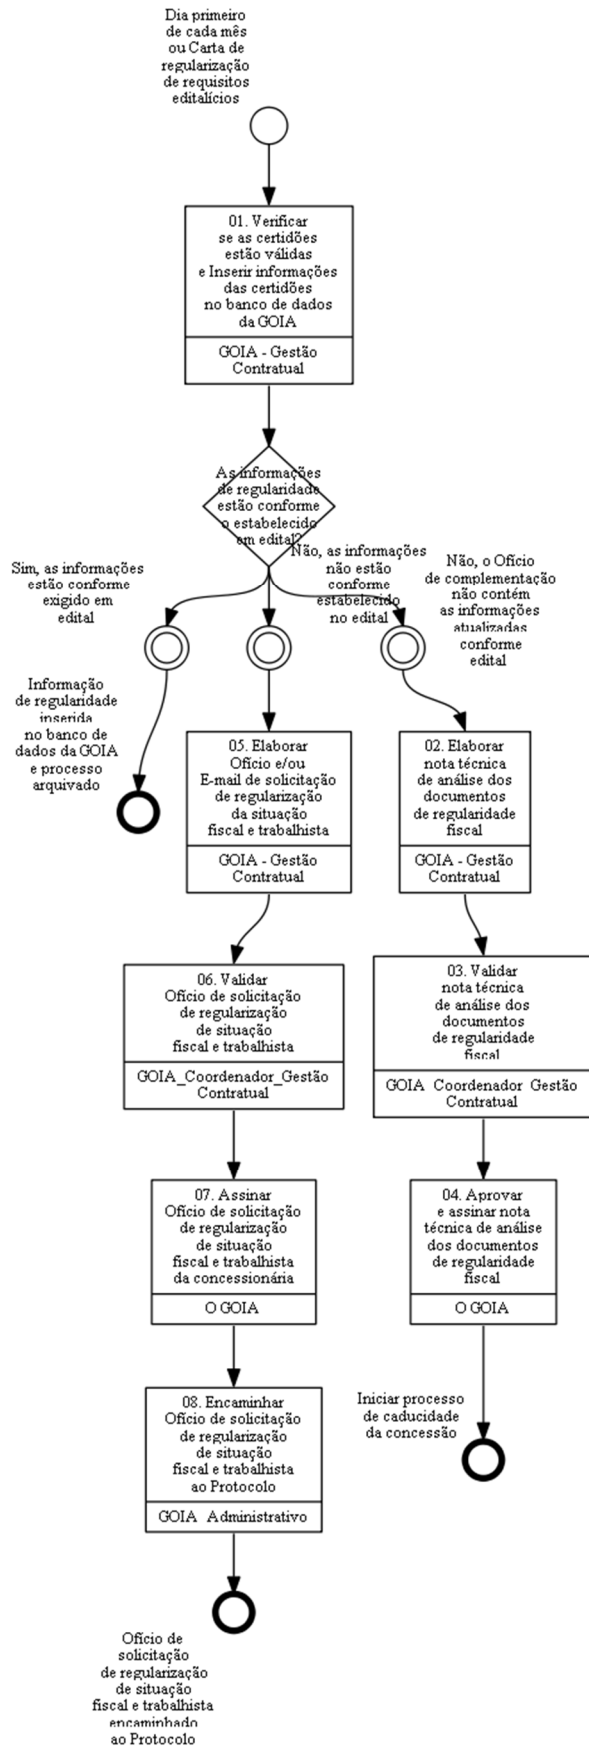 Dia primeiro
de cada mês
ou Carta de
regularização
de requisitos
editalícios
01. Verificar
se as certidões
estão válidas
e Inserir informações
das certidões
no banco de dados
da GOIA
GOIA - Gestão
Contratual
As informações
de regularidade
estão conforme
o estabelecido
em edital?
Sim, as informações
estão conforme
exigido em
edital
Não, as informações
não estão
conforme
estabelecido
no edital
Não, o Ofício
de complementação
não contém
as informações
atualizadas
conforme
edital
Informação
de regularidade
inserida
no banco de
dados da GOIA
e processo
arquivado
05. Elaborar
Ofício e/ou
E-mail de solicitação
de regularização
da situação
fiscal e trabalhista
GOIA - Gestão
Contratual
02. Elaborar
nota técnica
de análise dos
documentos
de regularidade
fiscal
GOIA - Gestão
Contratual
06. Validar
Ofício de solicitação
de regularização
de situação
fiscal e trabalhista
GOIA_Coordenador_Gestão
Contratual
03. Validar
nota técnica
de análise dos
documentos
de regularidade
fiscal
GOIA Coordenador Gestão
Contratual
07. Assinar
Ofício de solicitação
de regularização
de situação
fiscal e trabalhista
da concessionária
O GOIA
04. Aprovar
e assinar nota
técnica de análise
dos documentos
de regularidade
fiscal
O GOIA
08. Encaminhar
Ofício de solicitação
de regularização
de situação
fiscal e trabalhista
ao Protocolo
GOIA Administrativo
Iniciar processo
de caducidade
da concessão
Ofício de
solicitação
de regularização
de situação
fiscal e trabalhista
encaminhado
ao Protocolo